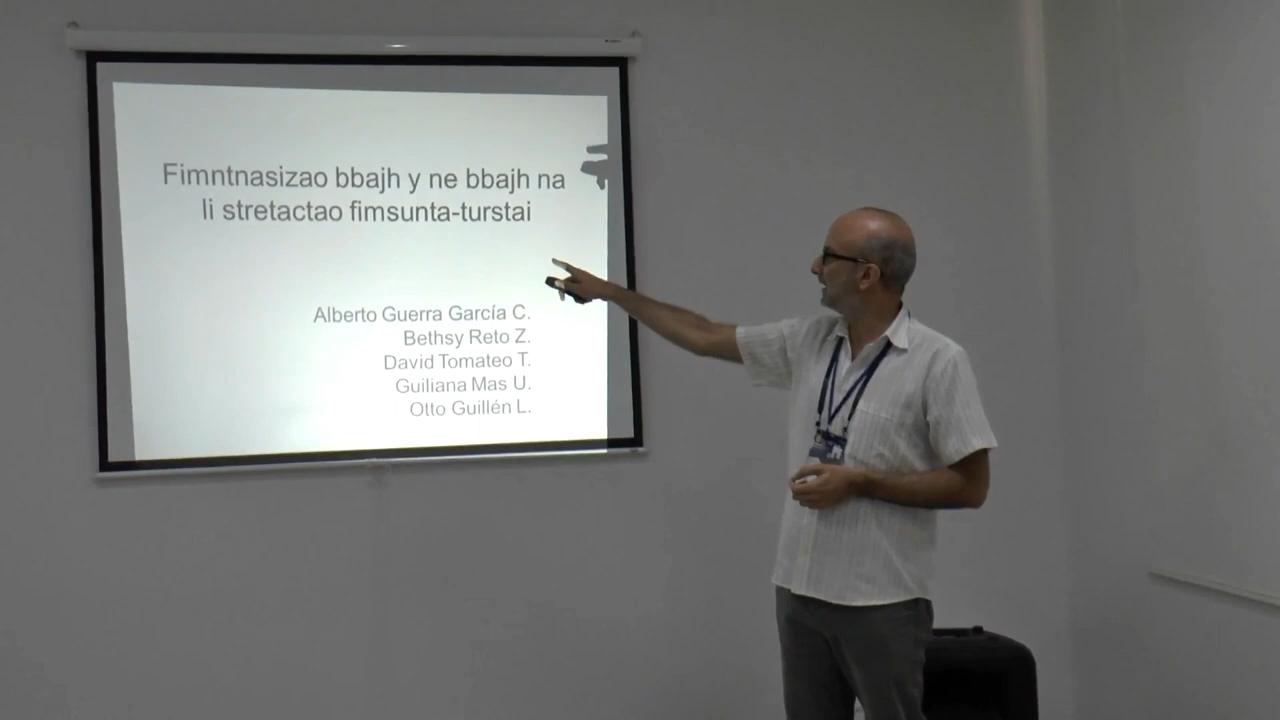 Fimntnasizao bbajh y ne bbajh na
li stretactao fimsunta-turstai
Alberto Guerra García C.
Bethsy Reto Z.
David Tomateo T.
Guiliana Mas U.
Otto Guillén L.